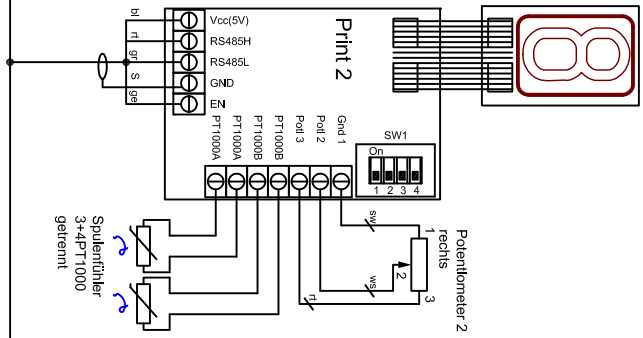 bl
rt
gr
S
ge
Vcc(5V)
RS485H
RS485L
GND
EN
Print 2
PT1000A
PT1000A
PT1000B
PT1000B
Poti 3
Poti 2
Gnd 1
SW1
On
1 2 3 4
sw
ws
rt
1
2
3
Potentiometer 2
rechts
Spulenfühler
3+4PT1000
getrennt